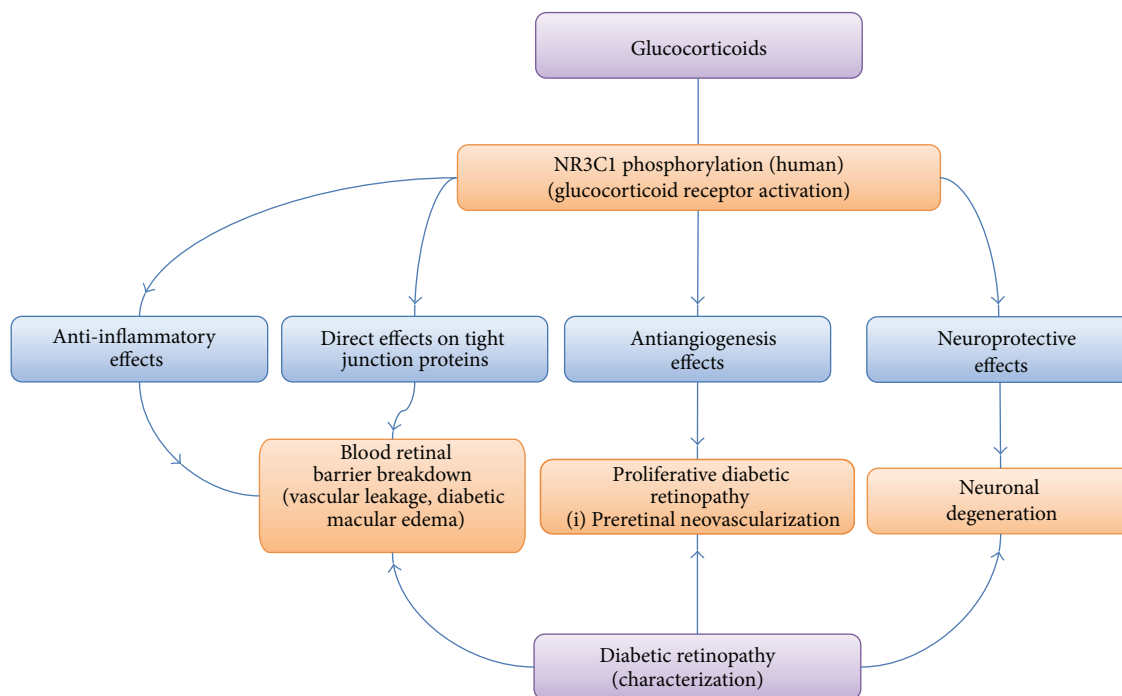 Glucocorticoids
NR3C1 phosphorylation (human)
(glucocorticoid receptor activation)
Anti-inflammatory
effects
Direct effects on tight
junction proteins
Antiangiogenesis
effects
Neuroprotective
effects
Blood retinal
barrier breakdown
(vascular leakage, diabetic
macular edema)
Proliferative diabetic
retinopathy
(i) Preretinal neovascularization
Neuronal
degeneration
Diabetic retinopathy
(characterization)